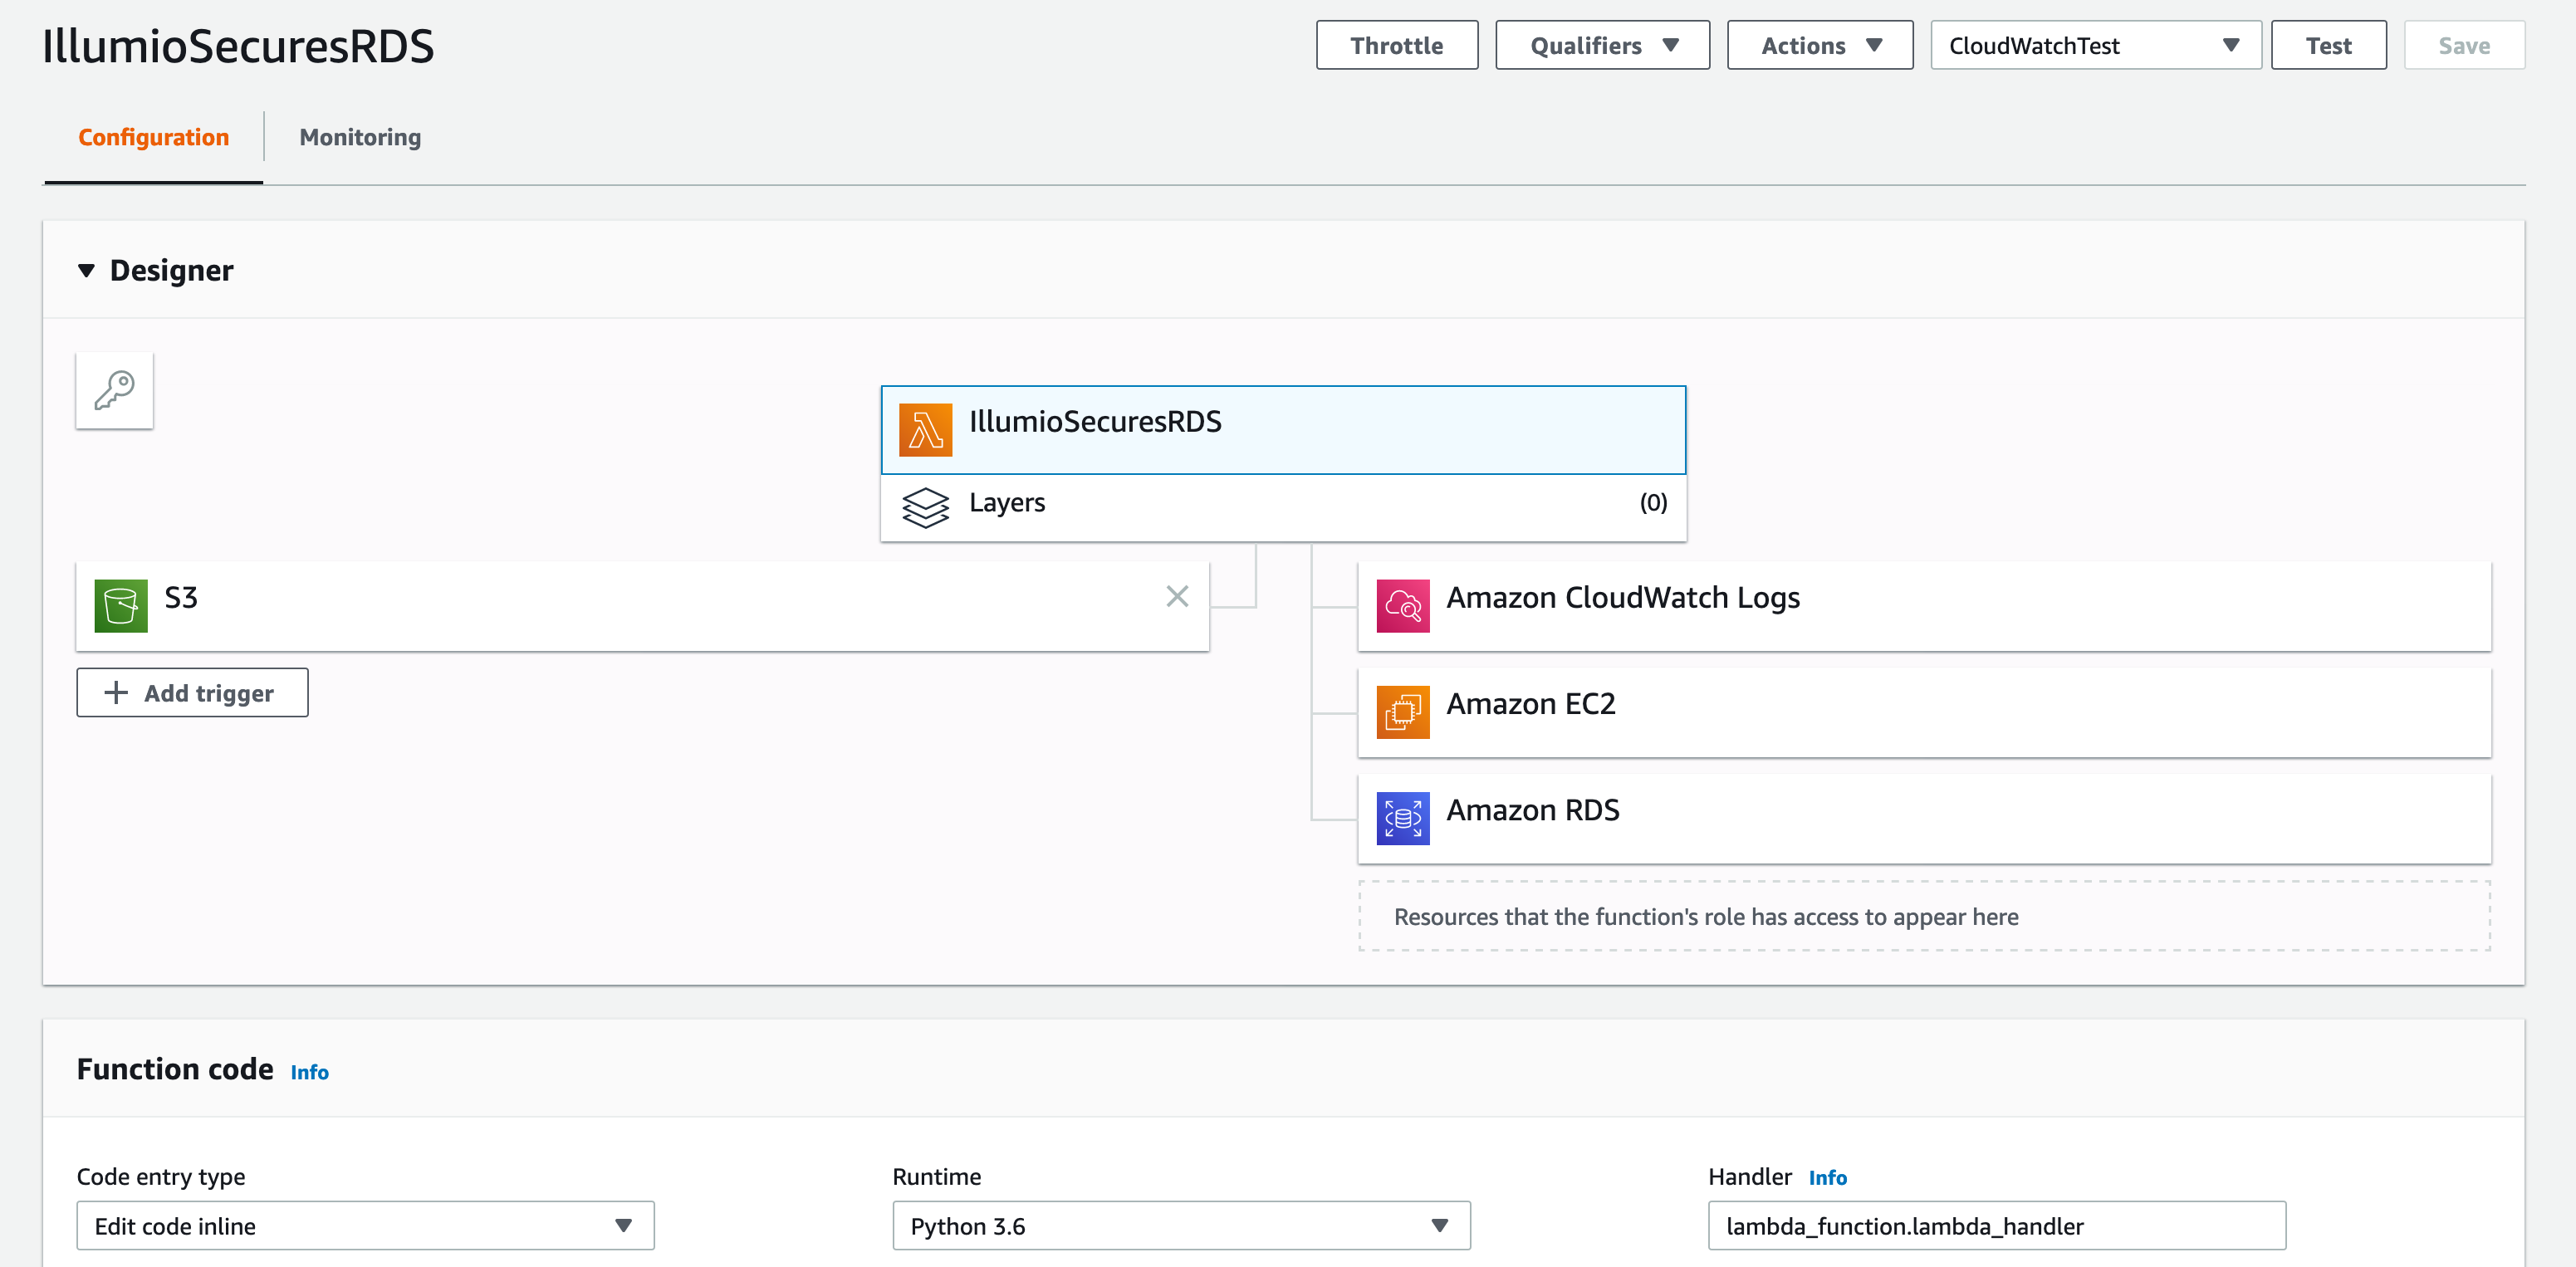 IllumioSecuresRDS
Throttle
Qualifiers
Actions
CloudWatchTest
Test
Save
Configuration
Monitoring
Designer
IllumioSecuresRDS
Layers
(0)
S3
Add trigger
Amazon CloudWatch Logs
Amazon EC2
Amazon RDS
Resources that the function's role has access to appear here
Function code Info
Code entry type
Edit code inline
Runtime
Python 3.6
Handler Info
lambda_function.lambda_handler